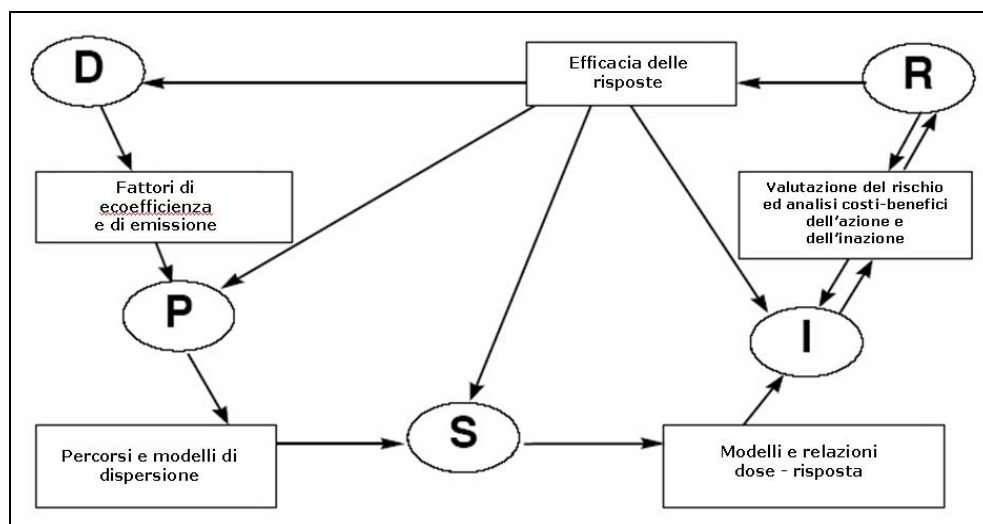 D
Efficacia delle
risposte
R
Fattori di
ecoefficienza
e di emissione
Valutazione del rischio
ed analisi costi-benefici
dell'azione e
dell'inazione
P
I
S
Percorsi e modelli di
dispersione
Modelli e relazioni
dose - risposta